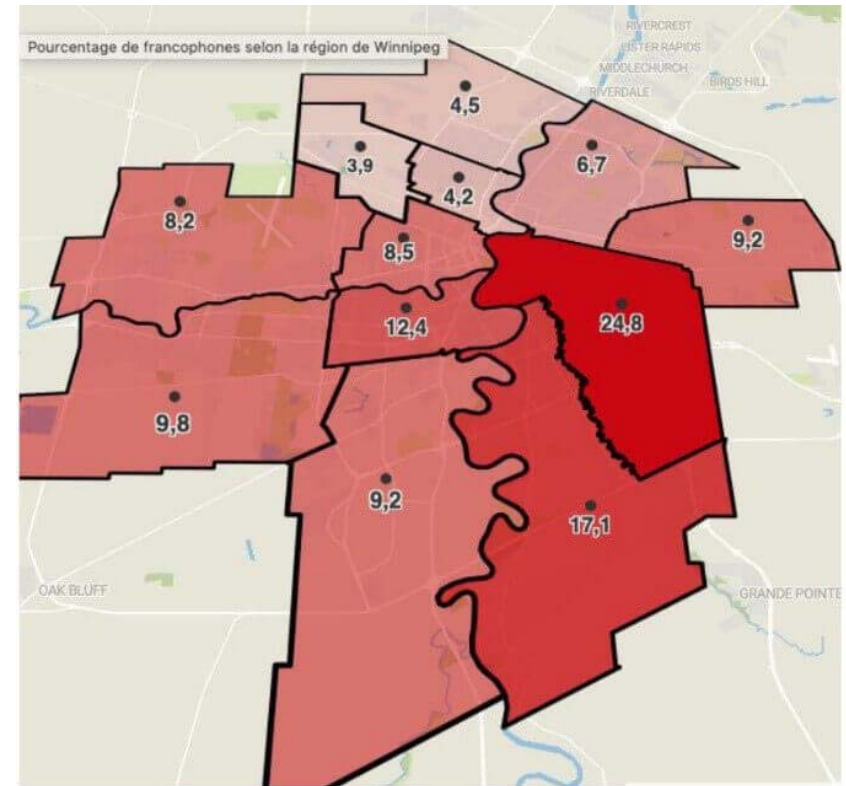 RIVERCREST
Pourcentage de francophones selon la région de Winnipeg
LISTER RAPIDS
MIDDLECHURCH
BIRDS HILL
RIVERDALE
4,5
3,9
6,7
4,2
8,2
8,5
9,2
12,4
24,8
9,8
9,2
17,1
OAK BLUFF
GRANDE POINTE